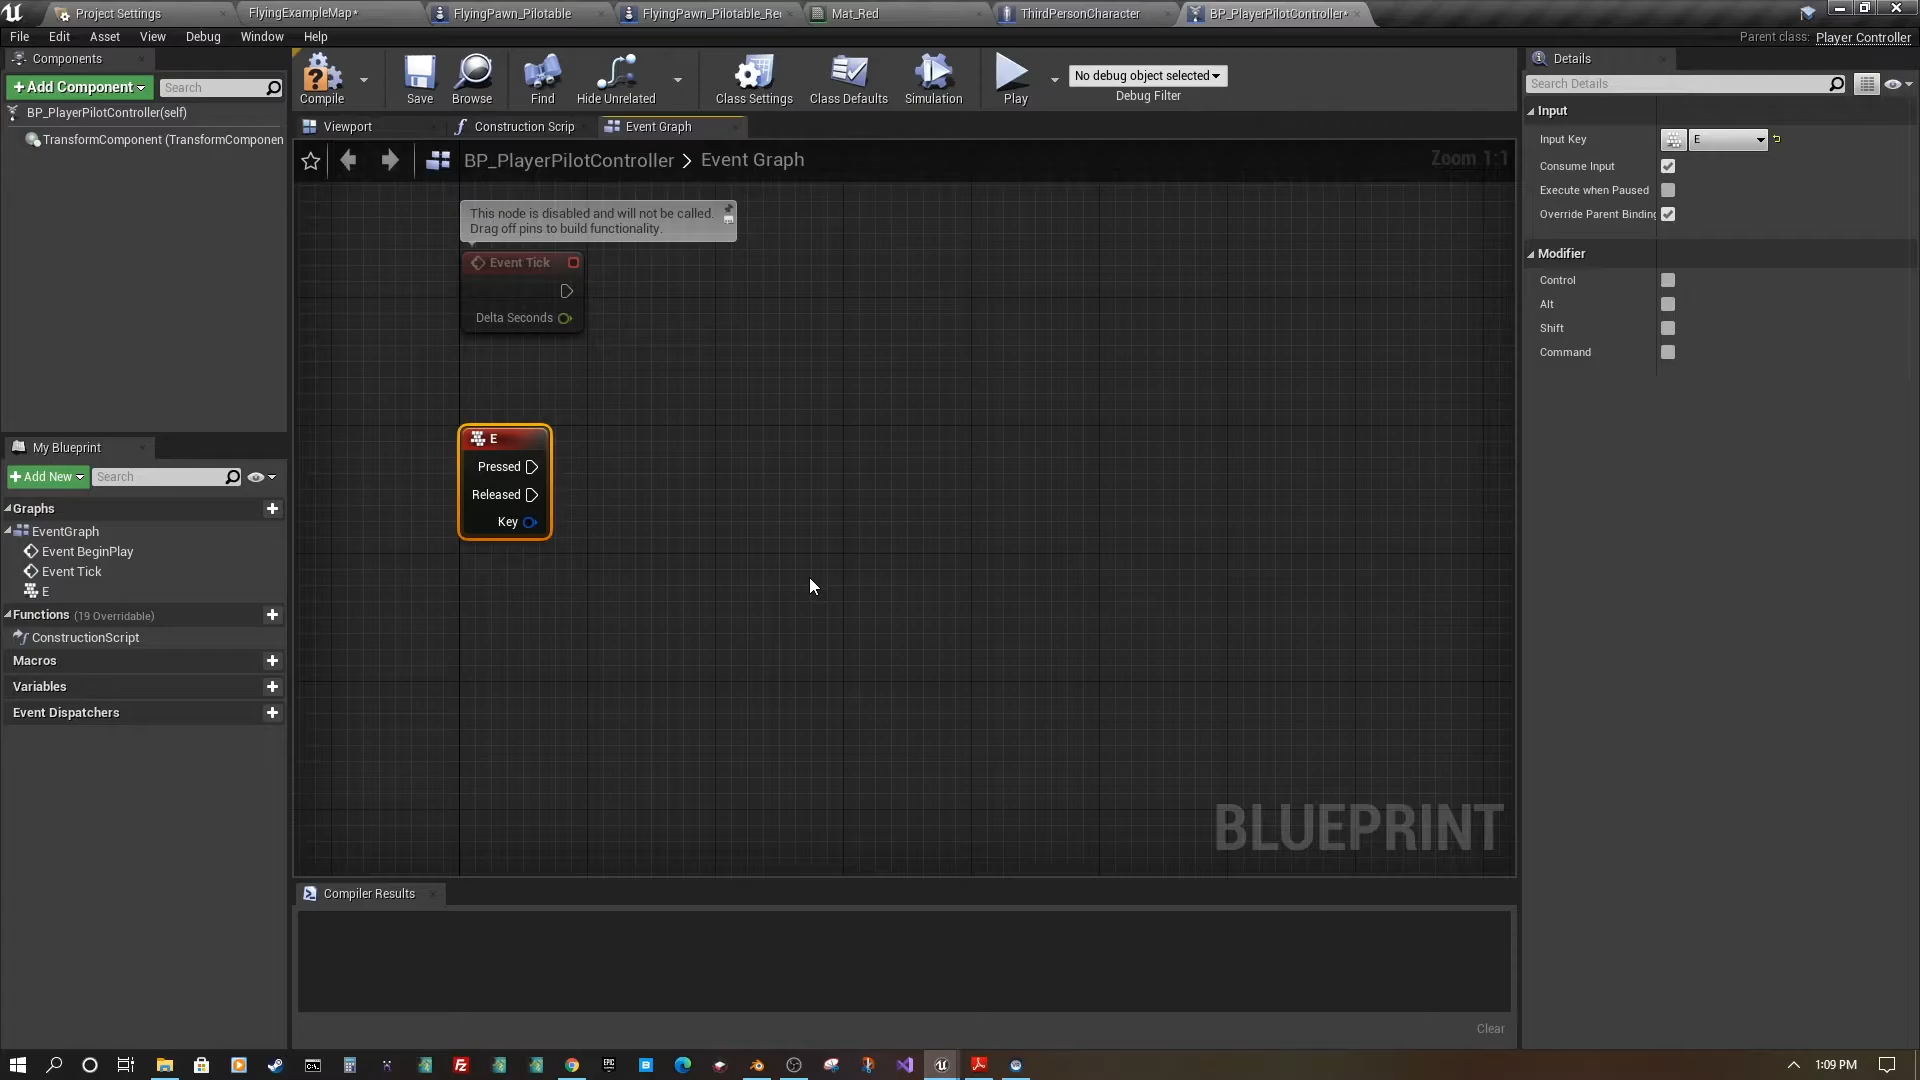 Project Settings
FlyingExampleMap*
FlyingPawn_Pilotable
FlyingPawn_Pilotable_Re
Mat_Red
ThirdPersonCharacter
BP_PlayerPilotController*
File Edit Asset View Debug Window Help
Parent class: Player Controller
Components
+Add Component
Search
BP_PlayerPilotController(self)
TransformComponent (TransformComponen
Compile
Save
Browse
Find
Hide Unrelated
Class Settings
Class Defaults
Simulation
Play
No debug object selected
Debug Filter
Viewport
Construction Scrip
Event Graph
BP_PlayerPilotController > Event Graph
Zoom 1:1
This node is disabled and will not be called.
Drag off pins to build functionality.
Event Tick
Delta Seconds
E
Pressed
Released
Key
BLUEPRINT
My Blueprint
+Add New
Search
Graphs
EventGraph
Event BeginPlay
Event Tick
E
Functions (19 Overridable)
ConstructionScript
Macros
Variables
Event Dispatchers
Compiler Results
Clear
Details
Search Details
Input
Input Key
E
Consume Input
Execute when Paused
Override Parent Binding
Modifier
Control
Alt
Shift
Command
1:09 PM